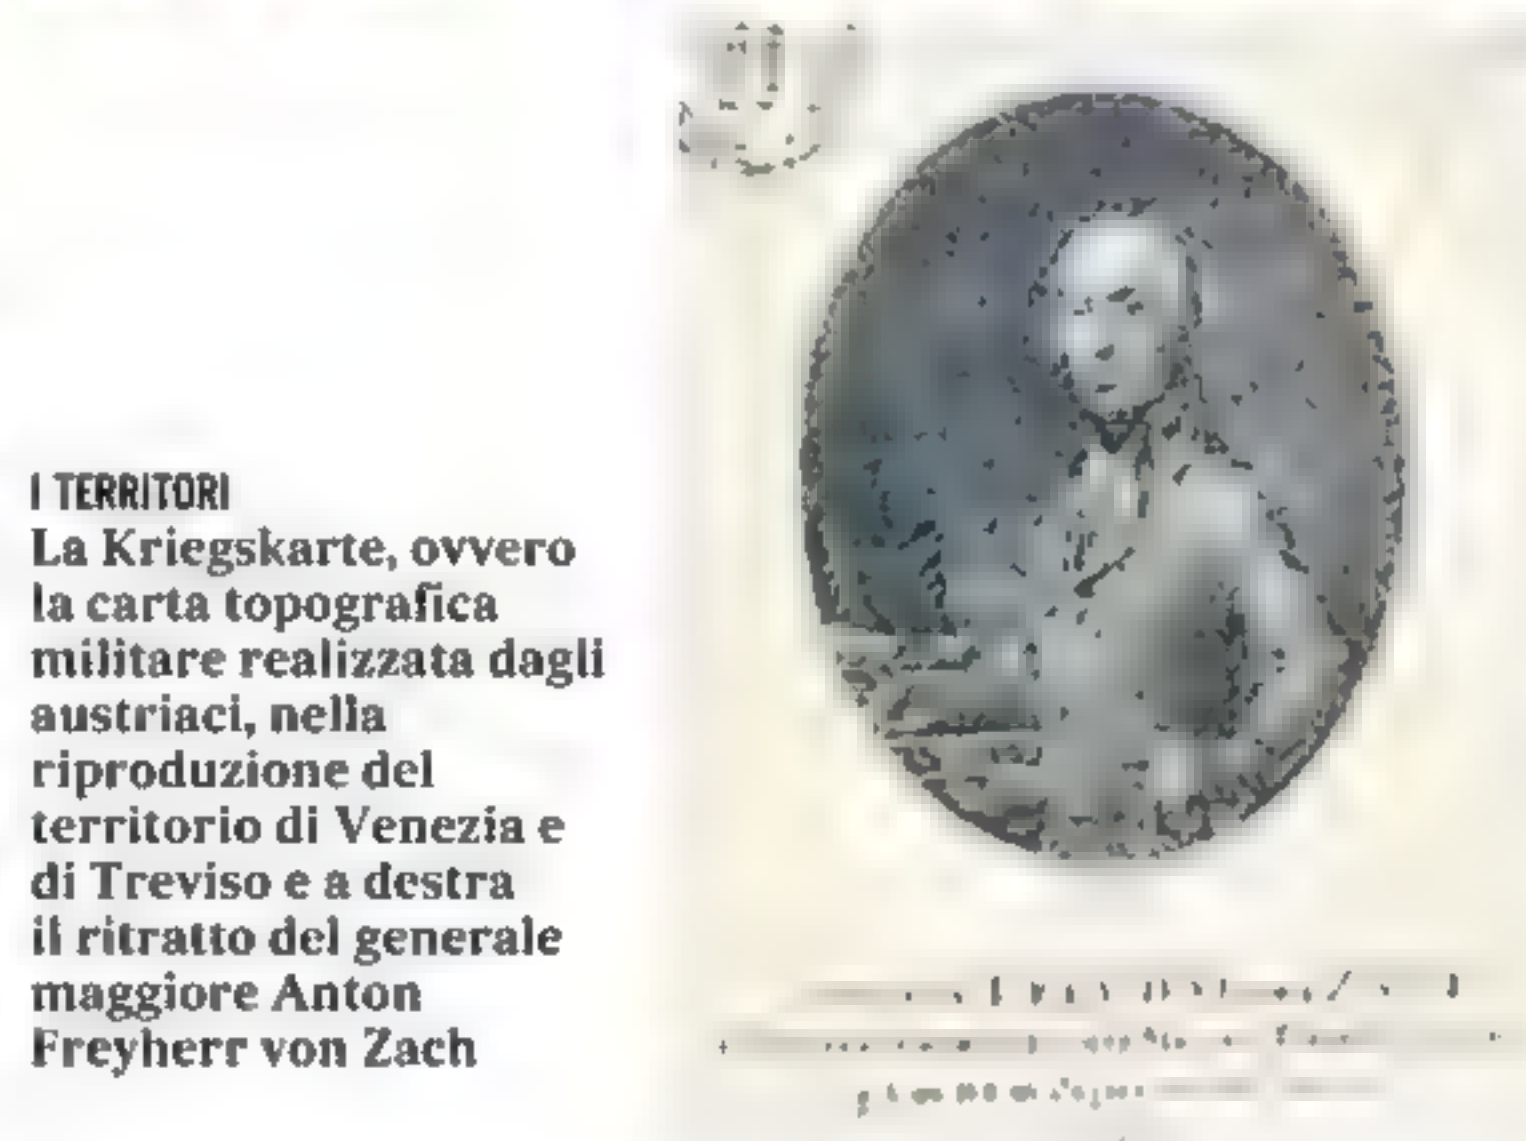 I TERRITORI
La Kriegskarte, ovvero
la carta topografica
militare realizzata dagli
austriaci, nella
riproduzione del
territorio di Venezia e
di Treviso e a destra
il ritratto del generale
maggiore Anton
Freyherr von Zach